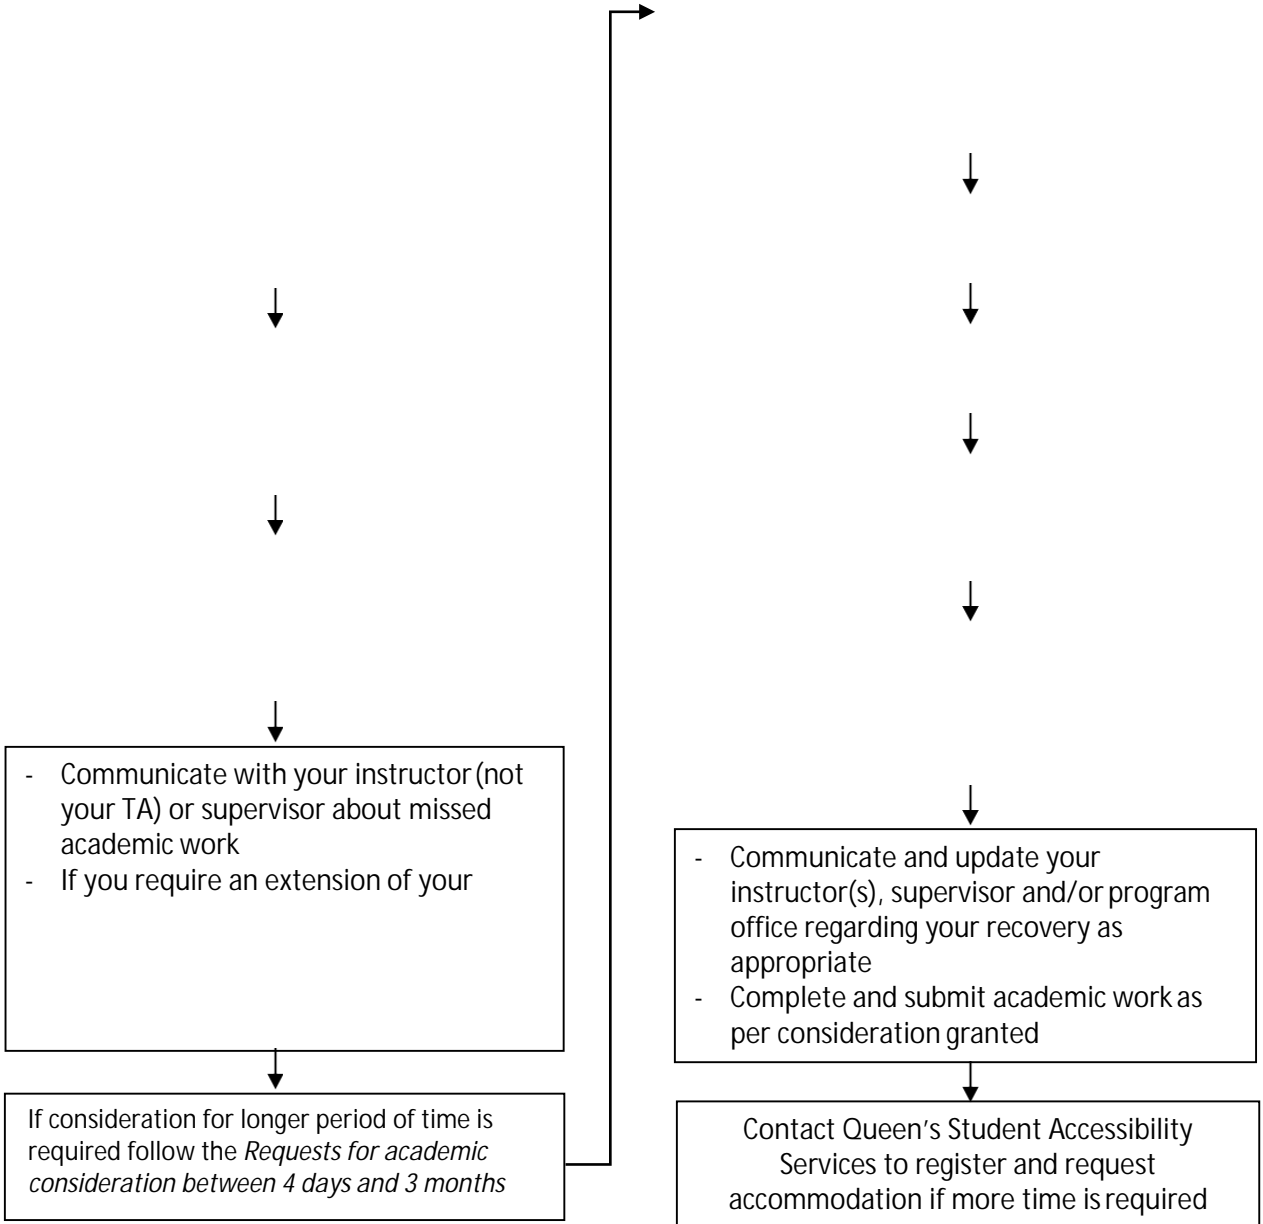 - Communicate with your instructor (not
your TA) or supervisor about missed
academic work
- If you require an extension of your
If consideration for longer period of time is
required follow the Requests for academic
consideration between 4 days and 3 months
- Communicate and update your
instructor(s), supervisor and/or program
office regarding your recovery as
appropriate
- Complete and submit academic work as
per consideration granted
Contact Queen's Student Accessibility
Services to register and request
accommodation if more time is required